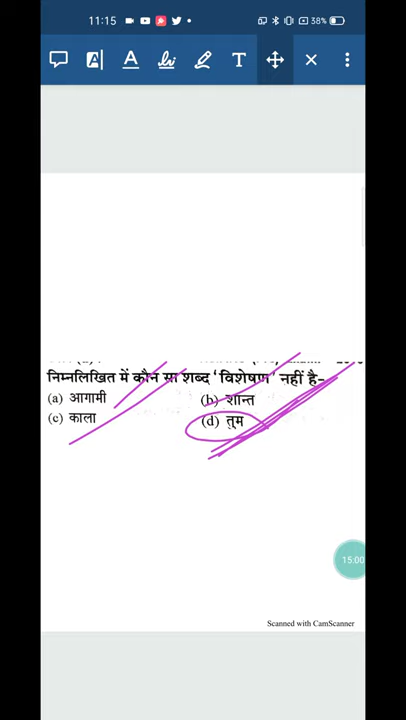 11:15
38%
A
A
T
निम्नलिखित में कौन सा शब्द 'विशेषण' नहीं है-
(a) आगामी (b) शान्त
(c) काला (d) तुम
15:00
Scanned with CamScanner